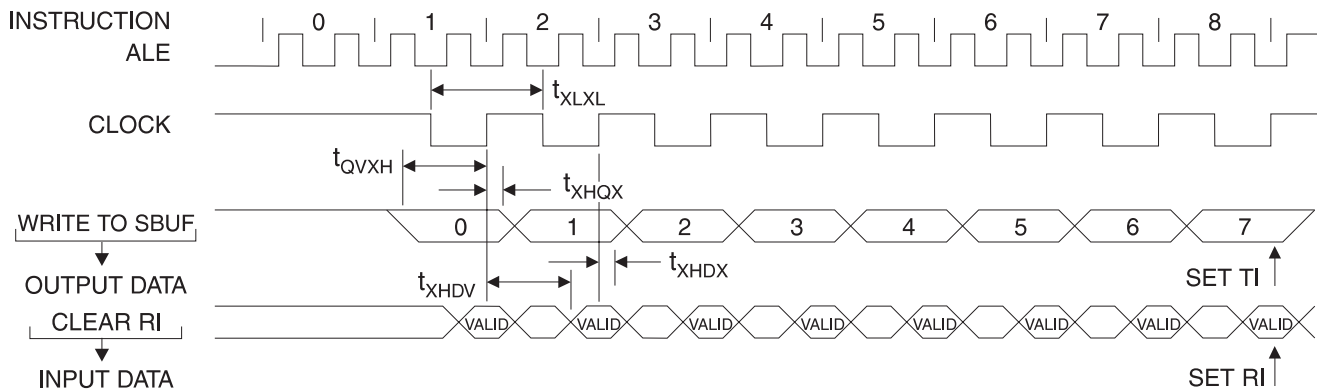 INSTRUCTION 0 1 2 3 4 5 6 7 8
ALE
tXLXL
CLOCK
tQVXH
tXHQX
WRITE TO SBUF 0 1 2 3 4 5 6 7
tXHDX
tXHDV
OUTPUT DATA SET TI
CLEAR RI VALID VALID VALID VALID VALID VALID VALID VALID
INPUT DATA SET RI